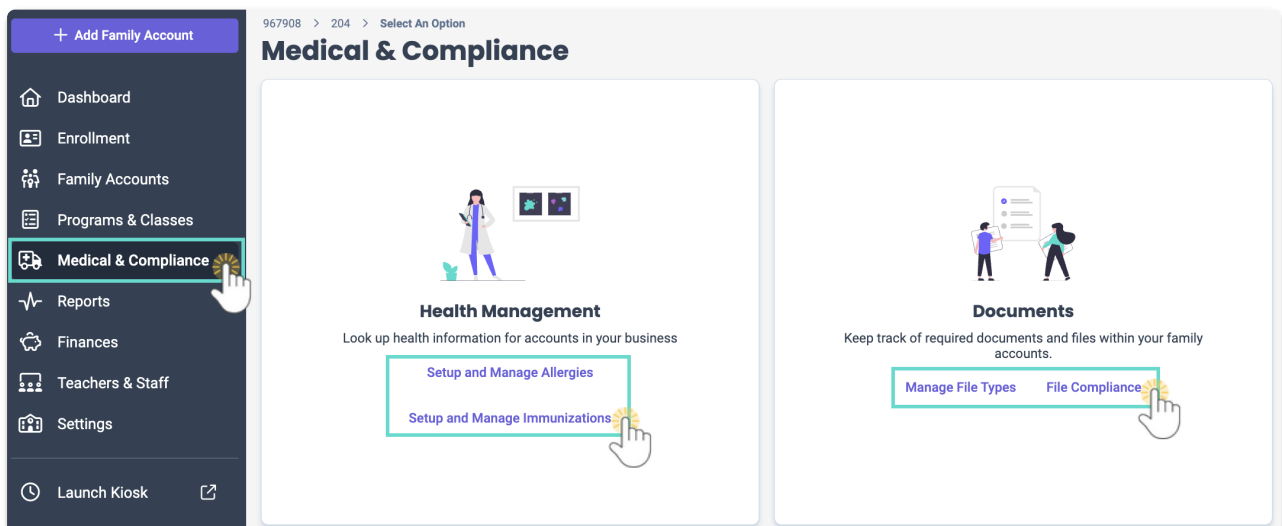 + Add Family Account
Dashboard
Enrollment
Family Accounts
Programs & Classes
Medical & Compliance
Reports
Finances
Teachers & Staff
Settings
Launch Kiosk
967908 > 204 > Select An Option
Medical & Compliance
Health Management
Look up health information for accounts in your business
Setup and Manage Allergies
Setup and Manage Immunizations
Documents
Keep track of required documents and files within your family
accounts.
Manage File Types File Compliance